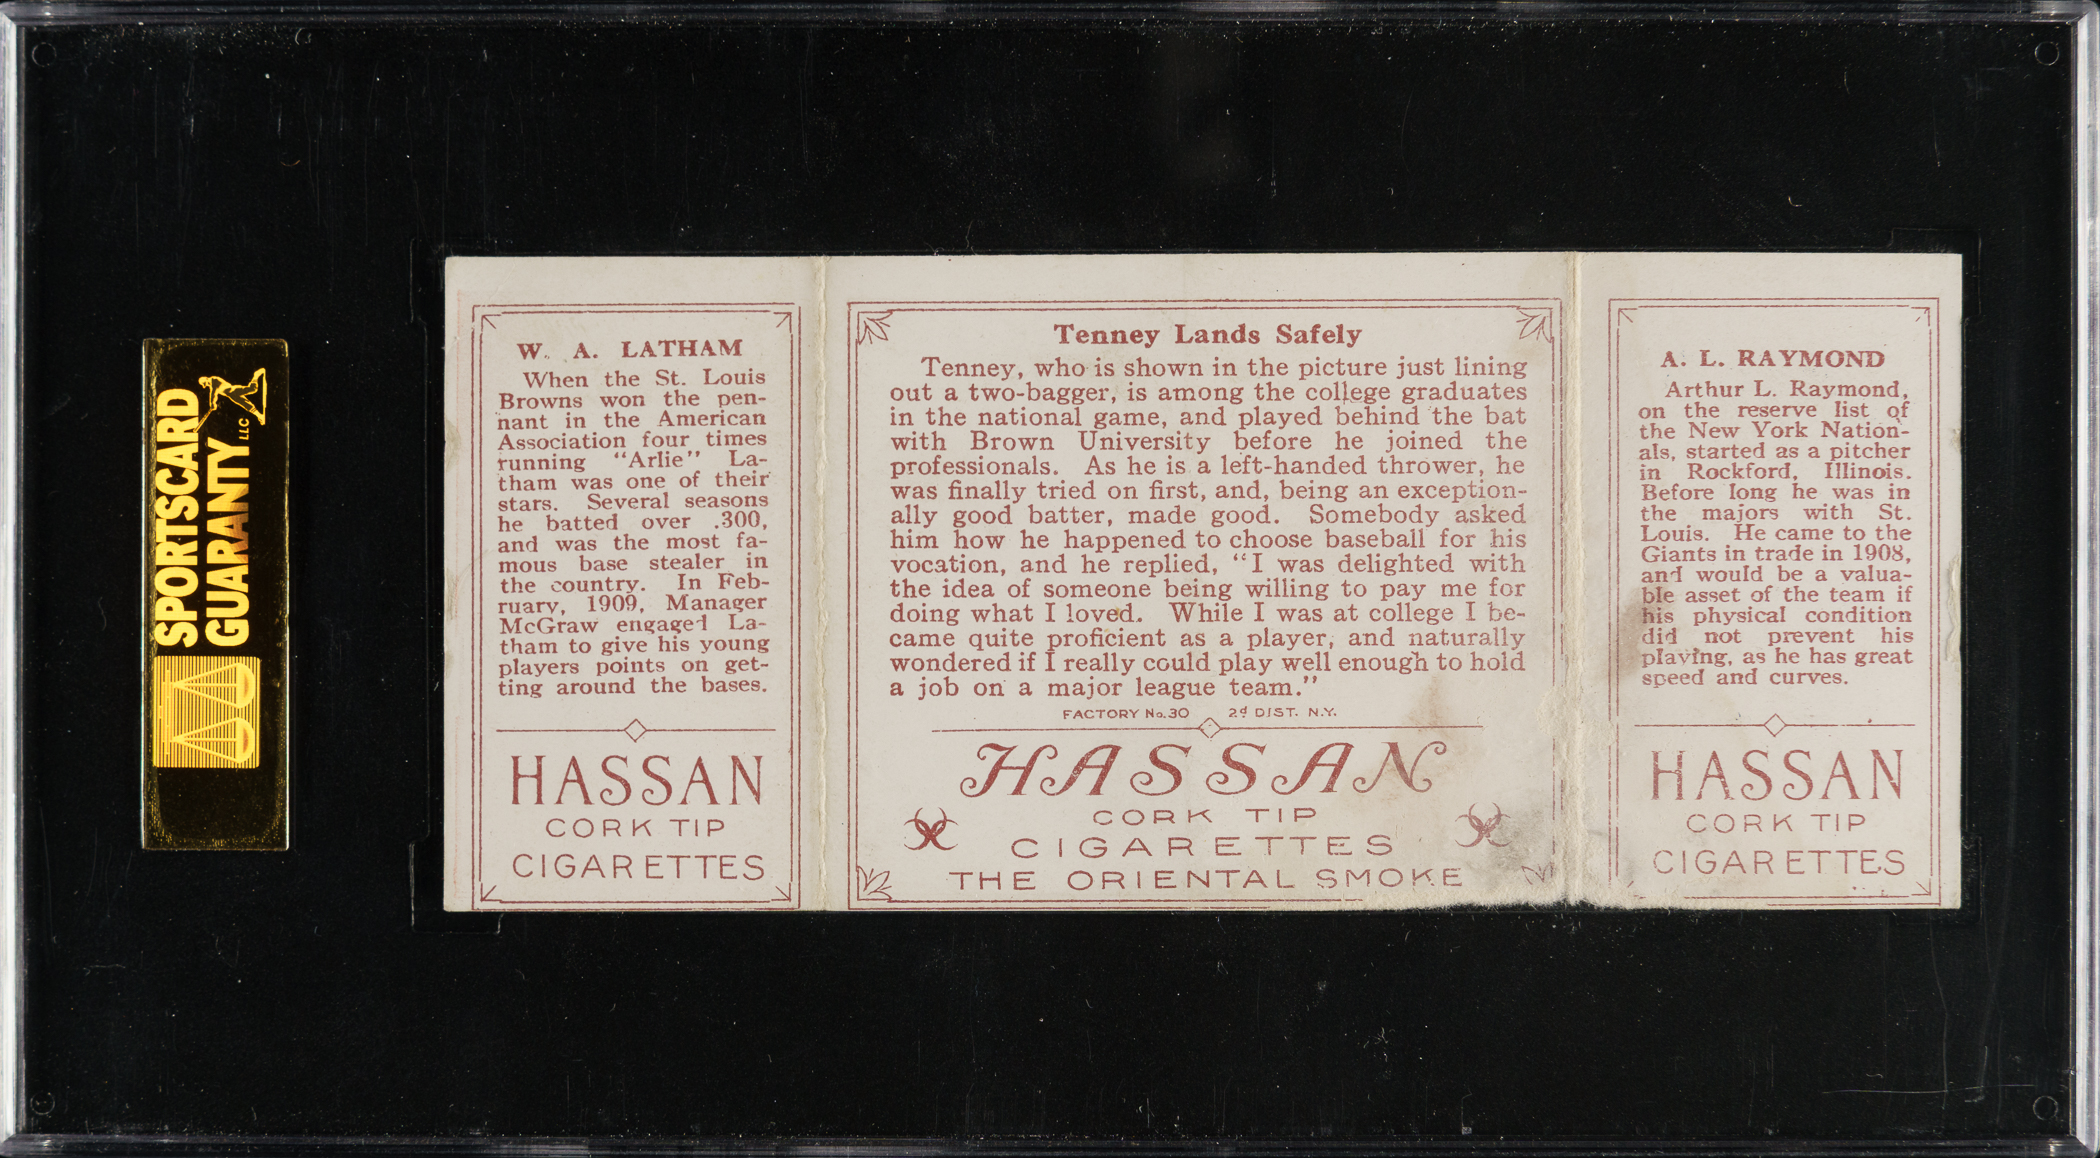 SPORTSCARD
GUARANTY LLC
W. A. LATHAM
When the St. Louis
Browns won the pen-
nant in the American
Association four times
running "Arlie" La-
tham was one of their
stars. Several seasons
he batted over .300,
and was the most fa-
mous base stealer in
the country. In Feb-
ruary, 1909, Manager
McGraw engaged La-
tham to give his young
players points on get-
ting around the bases.
HASSAN
CORK TIP
CIGARETTES
Tenney Lands Safely
Tenney, who is shown in the picture just lining
out a two-bagger, is among the college graduates
in the national game, and played behind the bat
with Brown University before he joined the
professionals. As he is a left-handed thrower, he
was finally tried on first, and, being an exception-
ally good batter, made good. Somebody asked
him how he happened to choose baseball for his
vocation, and he replied, "I was delighted with
the idea of someone being willing to pay me for
doing what I loved. While I was at college I be-
came quite proficient as a player, and naturally
wondered if I really could play well enough to hold
a job on a major league team."
FACTORY No. 30 2d DIST. N.Y.
HASSAN
CORK TIP
CIGARETTES
THE ORIENTAL SMOKE
A. L. RAYMOND
Arthur L. Raymond,
on the reserve list of
the New York Nation-
als, started as a pitcher
in Rockford, Illinois.
Before long he was in
the majors with St.
Louis. He came to the
Giants in trade in 1908,
and would be a valua-
ble asset of the team if
his physical condition
did not prevent his
playing, as he has great
speed and curves.
HASSAN
CORK TIP
CIGARETTES